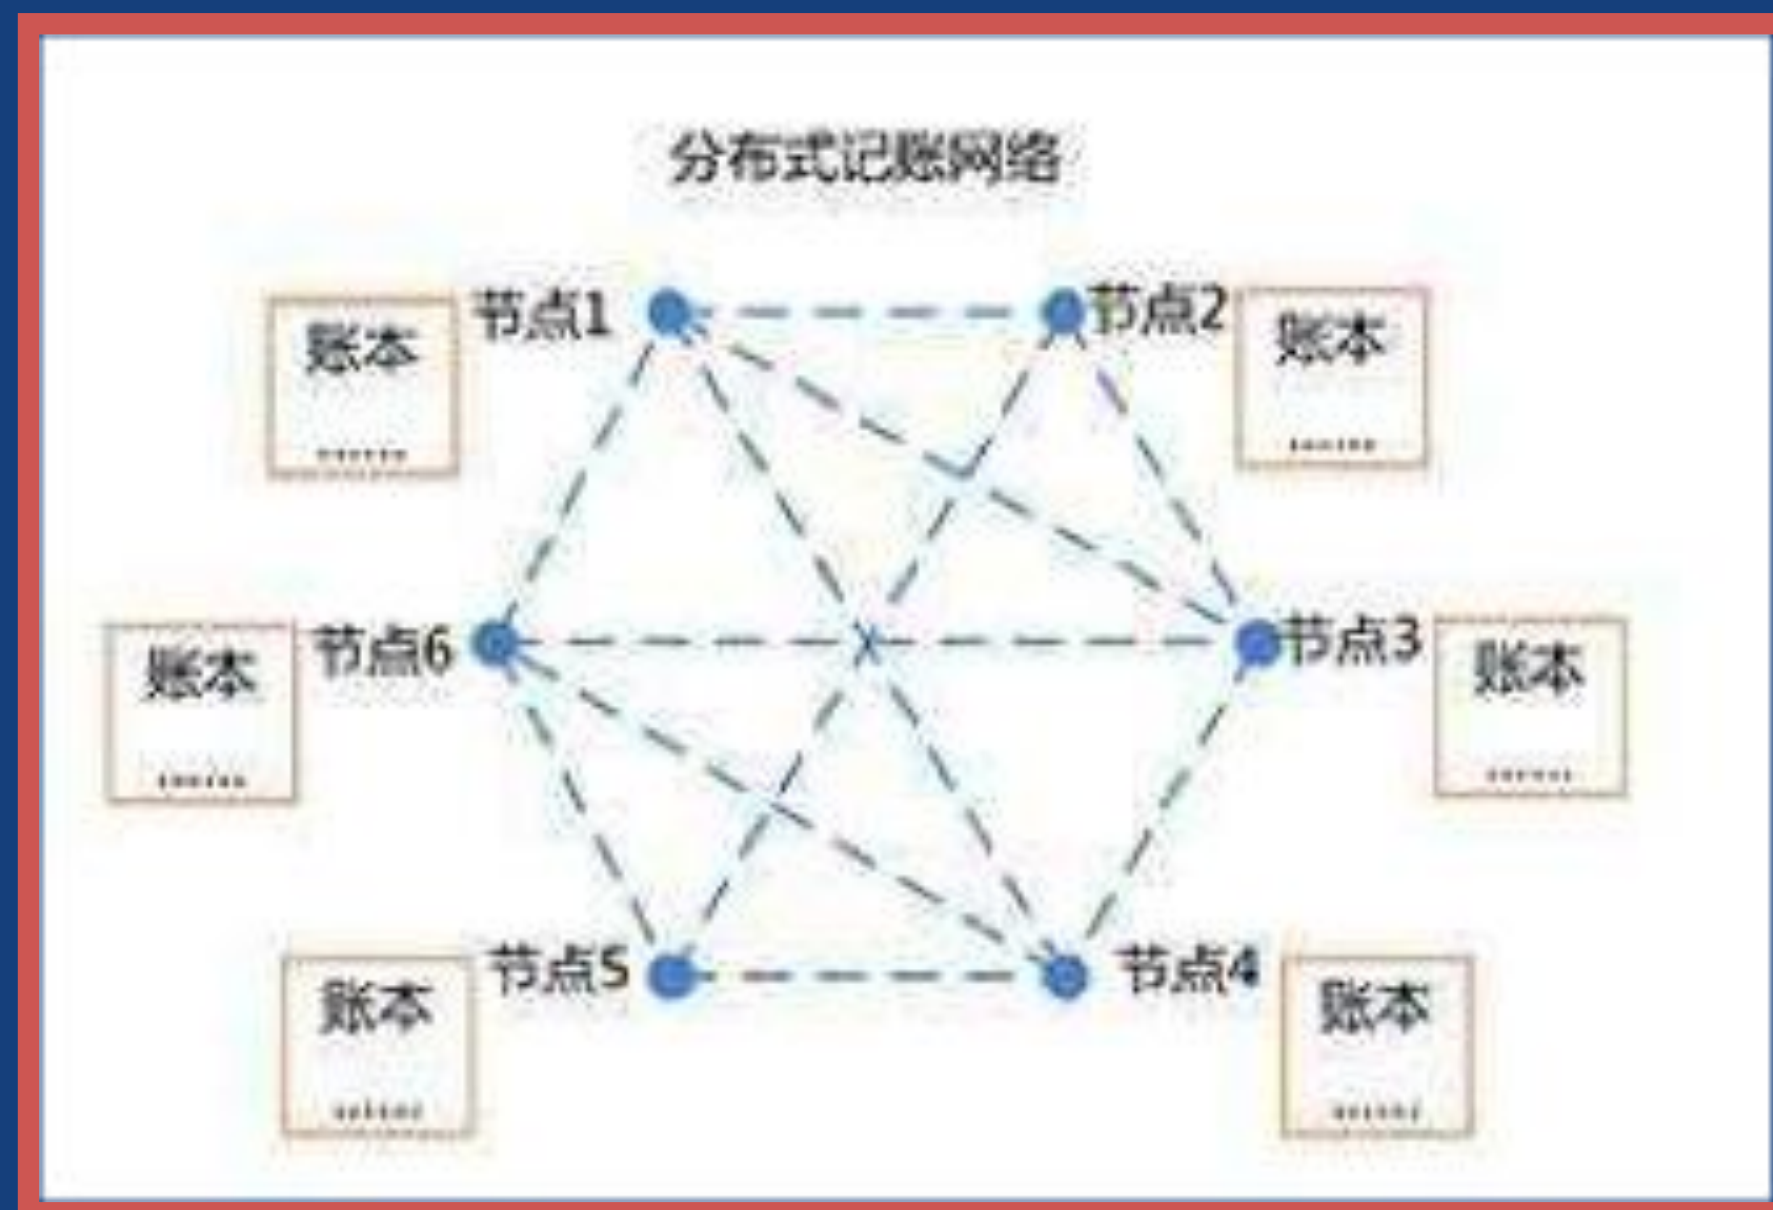 分布式记账网络
节点1
节点2
账本
账本
......
......
节点6
节点3
账本
账本
......
......
节点5
节点4
账本
账本
......
......